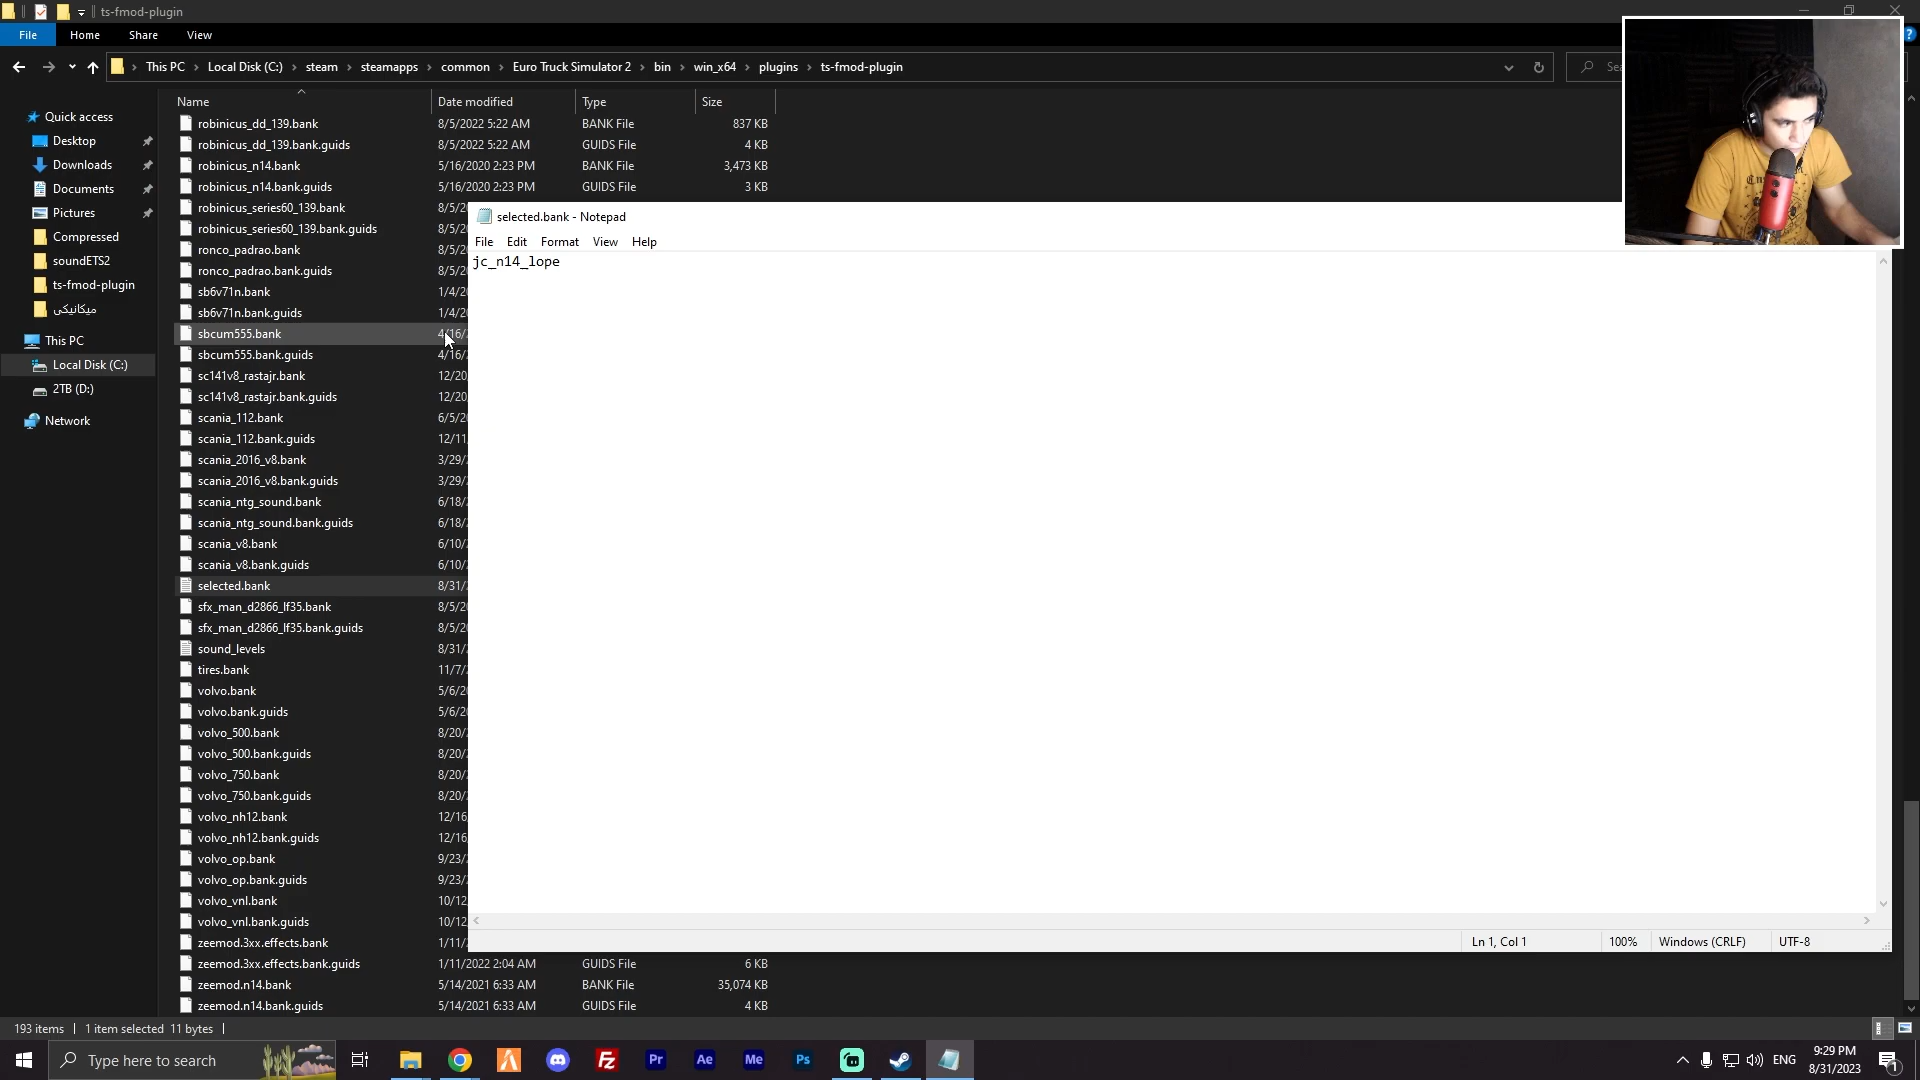 ts-fmod-plugin
File Home Share View
This PC Local Disk (C:) steam steamapps common Euro Truck Simulator 2 bin win_x64 plugins ts-fmod-plugin
Quick access
Desktop
Downloads
Documents
Pictures
Compressed
soundETS2
ts-fmod-plugin
میکانیکی
This PC
Local Disk (C:)
2TB (D:)
Network
Name Date modified Type Size
robinicus_dd_139.bank 8/5/2022 5:22 AM BANK File 837 KB
robinicus_dd_139.bank.guids 8/5/2022 5:22 AM GUIDS File 4 KB
robinicus_n14.bank 5/16/2020 2:23 PM BANK File 3,473 KB
robinicus_n14.bank.guids 5/16/2020 2:23 PM GUIDS File 3 KB
robinicus_series60_139.bank
robinicus_series60_139.bank.guids
ronco_padrao.bank
ronco_padrao.bank.guids
sb6v71n.bank
sb6v71n.bank.guids
sbcum555.bank
sbcum555.bank.guids
sc141v8_rastajr.bank
sc141v8_rastajr.bank.guids
scania_112.bank
scania_112.bank.guids
scania_2016_v8.bank
scania_2016_v8.bank.guids
scania_ntg_sound.bank
scania_ntg_sound.bank.guids
scania_v8.bank
scania_v8.bank.guids
selected.bank
sfx_man_d2866_lf35.bank
sfx_man_d2866_lf35.bank.guids
sound_levels
tires.bank
volvo.bank
volvo.bank.guids
volvo_500.bank
volvo_500.bank.guids
volvo_750.bank
volvo_750.bank.guids
volvo_nh12.bank
volvo_nh12.bank.guids
volvo_op.bank
volvo_op.bank.guids
volvo_vnl.bank
volvo_vnl.bank.guids
zeemod.3xx.effects.bank
zeemod.3xx.effects.bank.guids 1/11/2022 2:04 AM GUIDS File 6 KB
zeemod.n14.bank 5/14/2021 6:33 AM BANK File 35,074 KB
zeemod.n14.bank.guids 5/14/2021 6:33 AM GUIDS File 4 KB
selected.bank - Notepad
File Edit Format View Help
jc_n14_lope
Ln 1, Col 1 100% Windows (CRLF) UTF-8
193 items 1 item selected 11 bytes
Type here to search
Pr Ae Me Ps
ENG
9:29 PM
8/31/2023